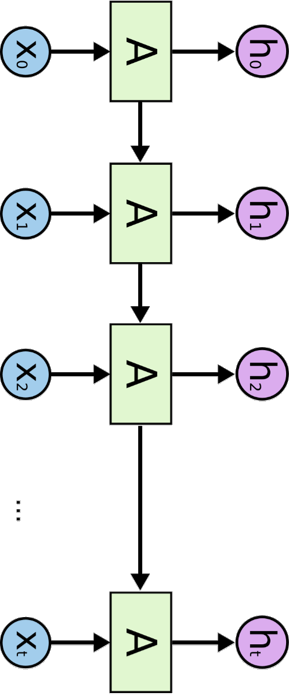 h₀ h₁ h₂ hₜ
A A A A
x₀ x₁ x₂ ... xₜ